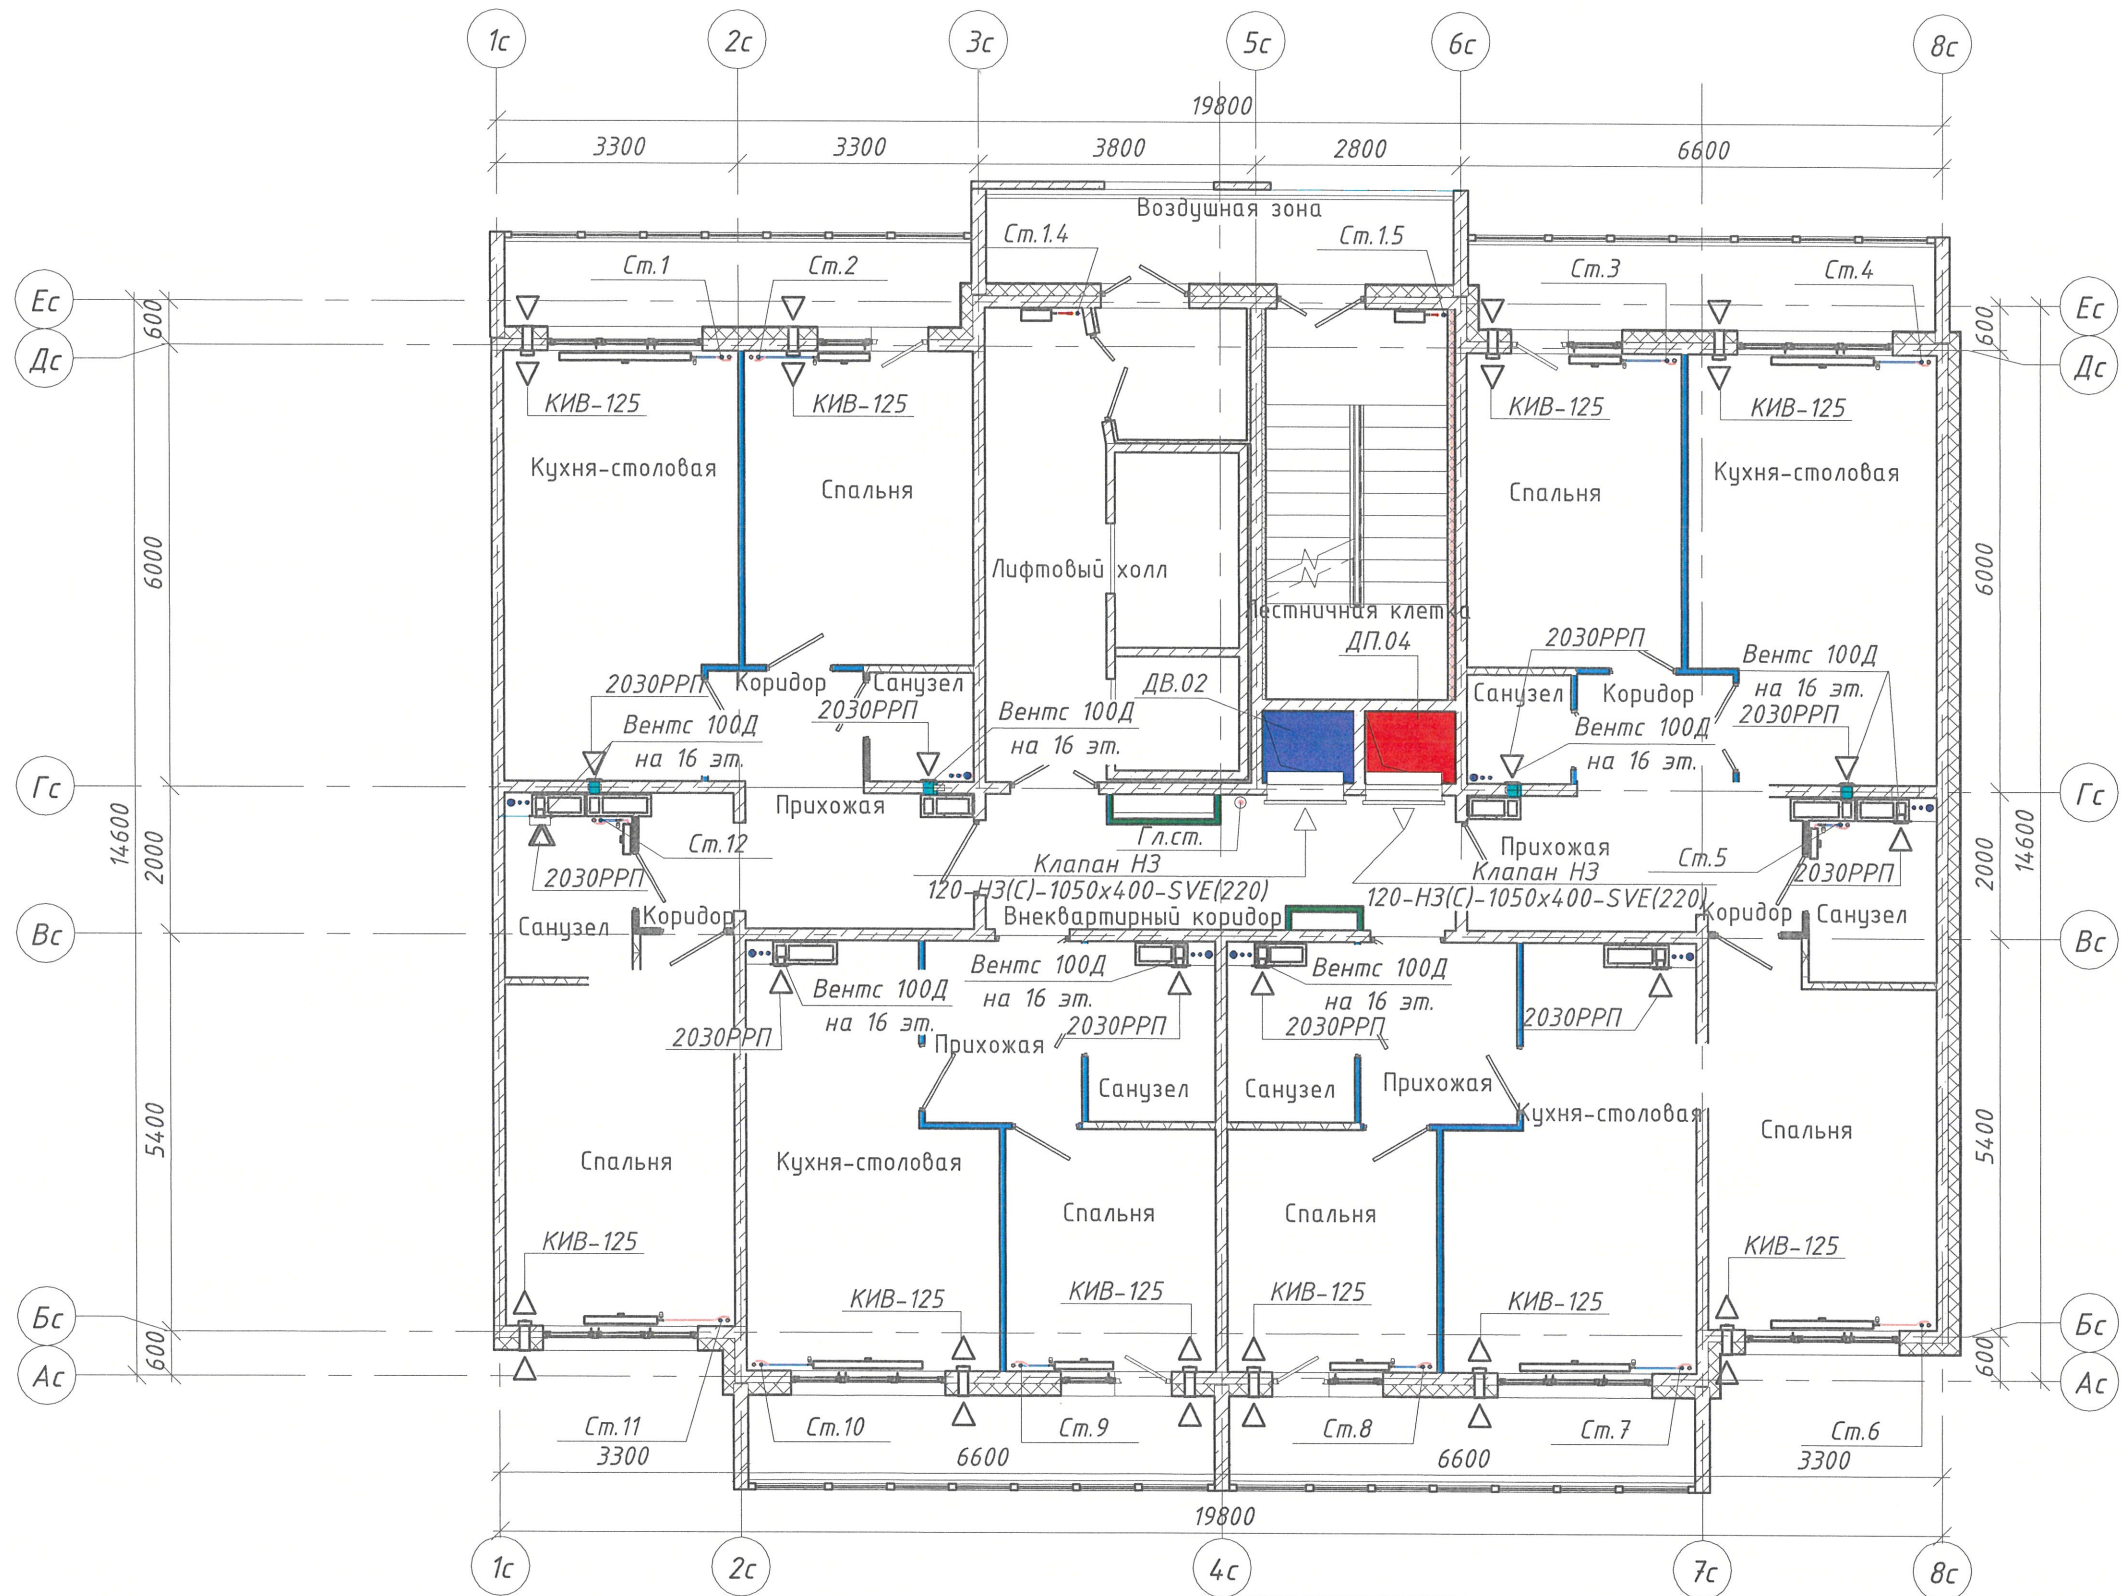 1с 2с 3с 5с 6с 8с
19800
3300 3300 3800 2800 6600
Воздушная зона
Ст.1.4 Ст.1.5
Ст.1 Ст.2 Ст.3 Ст.4
Ес Ес
600 600
Дс Дс
КИВ-125 КИВ-125 КИВ-125 КИВ-125
Кухня-столовая Спальня Спальня Кухня-столовая
6000 6000
Лифтовый холл
Лестничная клетка
ДП.04
2030РРП
Вентс 100Д
на 16 эт.
2030РРП
Коридор Санузел
2030РРП
2030РРП
ДВ.02
Санузел Коридор
Вентс 100Д
на 16 эт.
Вентс 100Д
на 16 эт.
Вентс 100Д
на 16 эт.
Гс Гс
14600 14600
2000 2000
Прихожая
Ст.12
Гл.ст.
Прихожая
Ст.5
2030РРП
Клапан НЗ
120-НЗ(С)-1050х400-SVE(220)
Клапан НЗ
120-НЗ(С)-1050х400-SVE(220)
2030РРП
Санузел Коридор
Внеквартирный коридор
Коридор Санузел
Вс Вс
Вентс 100Д
на 16 эт.
Вентс 100Д
на 16 эт.
Вентс 100Д
на 16 эт.
2030РРП 2030РРП 2030РРП 2030РРП
Прихожая
Санузел Санузел
Прихожая
Кухня-столовая
5400 5400
Спальня Кухня-столовая Спальня Спальня Спальня
КИВ-125 КИВ-125 КИВ-125 КИВ-125 КИВ-125 КИВ-125
Бс Бс
600 600
Ас Ас
Ст.11 Ст.10 Ст.9 Ст.8 Ст.7 Ст.6
3300 6600 6600 3300
19800
1с 2с 4с 7с 8с